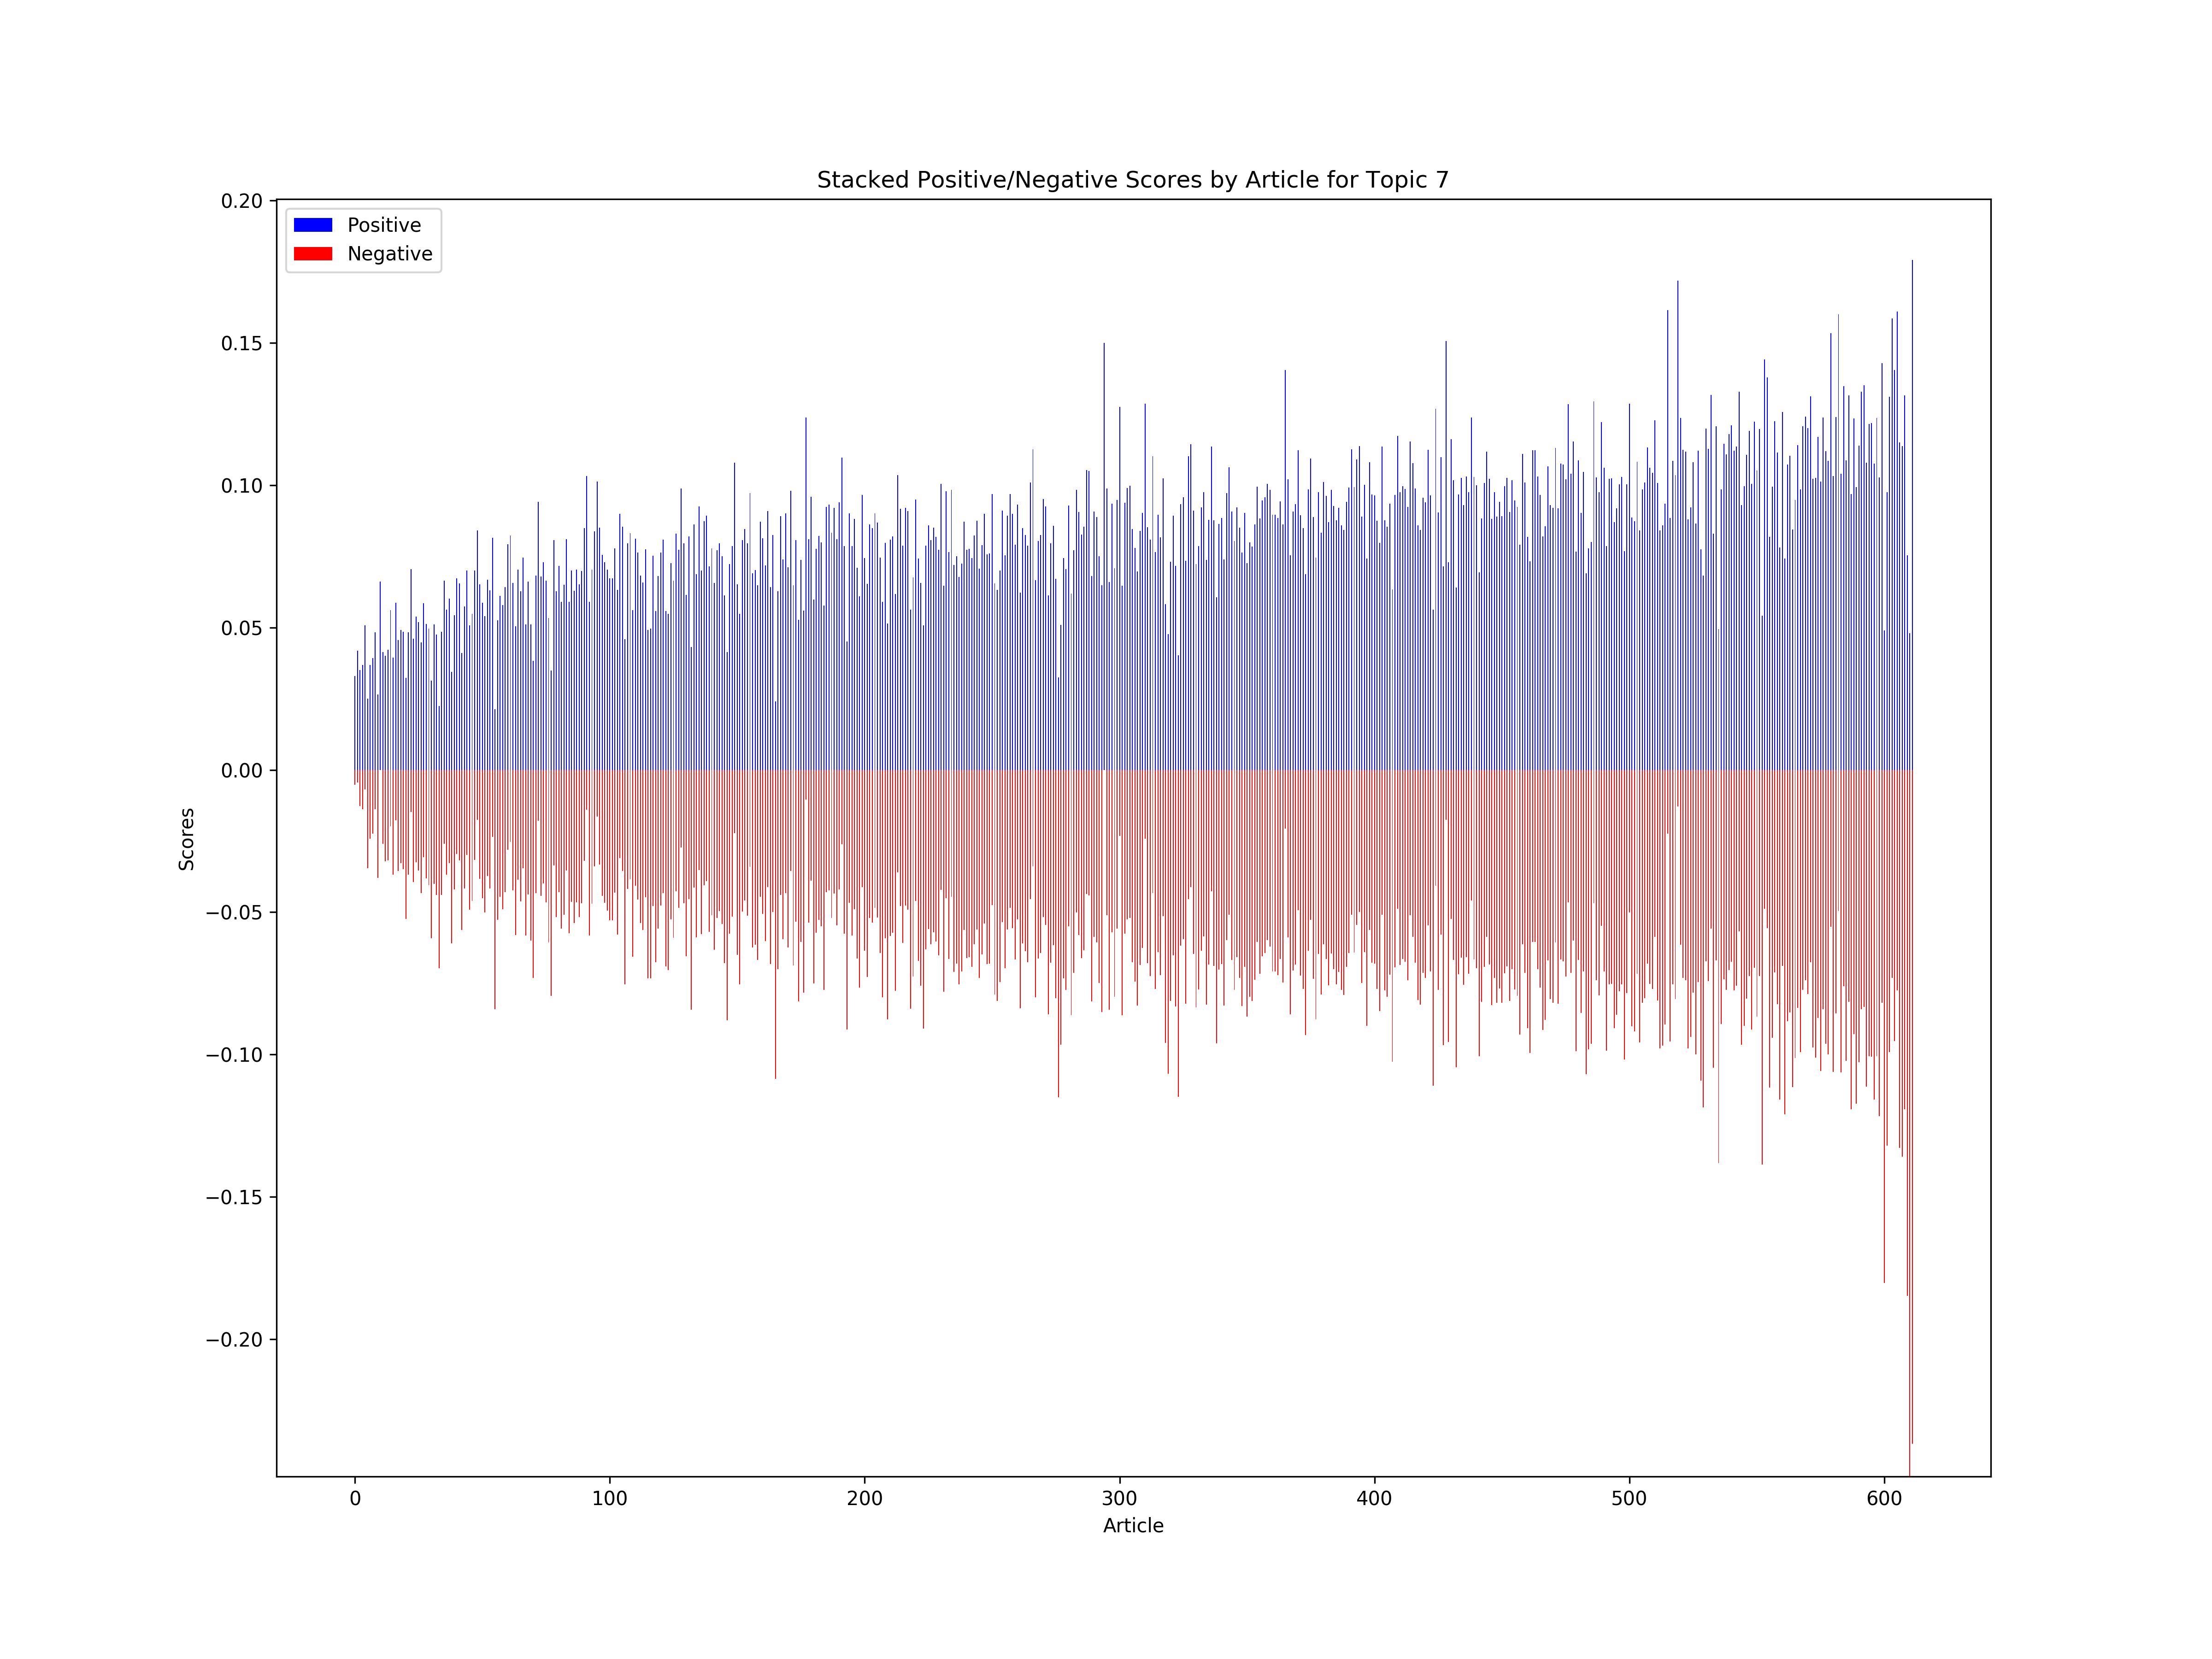 Stacked Positive/Negative Scores by Article for Topic 7
Positive
Negative
0.20
0.15
0.10
0.05
0.00
−0.05
−0.10
−0.15
−0.20
Scores
0 100 200 300 400 500 600
Article